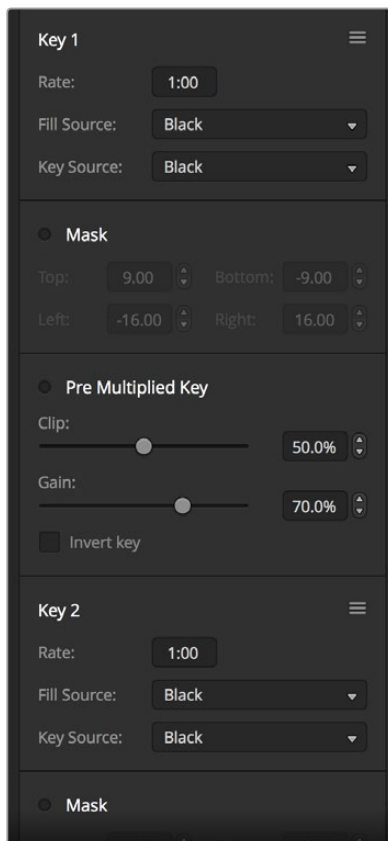 Key 1
Rate: 1:00
Fill Source: Black
Key Source: Black
Mask
Top: 9.00 Bottom: -9.00
Left: -16.00 Right: 16.00
Pre Multiplied Key
Clip:
50.0%
Gain:
70.0%
Invert key
Key 2
Rate: 1:00
Fill Source: Black
Key Source: Black
Mask